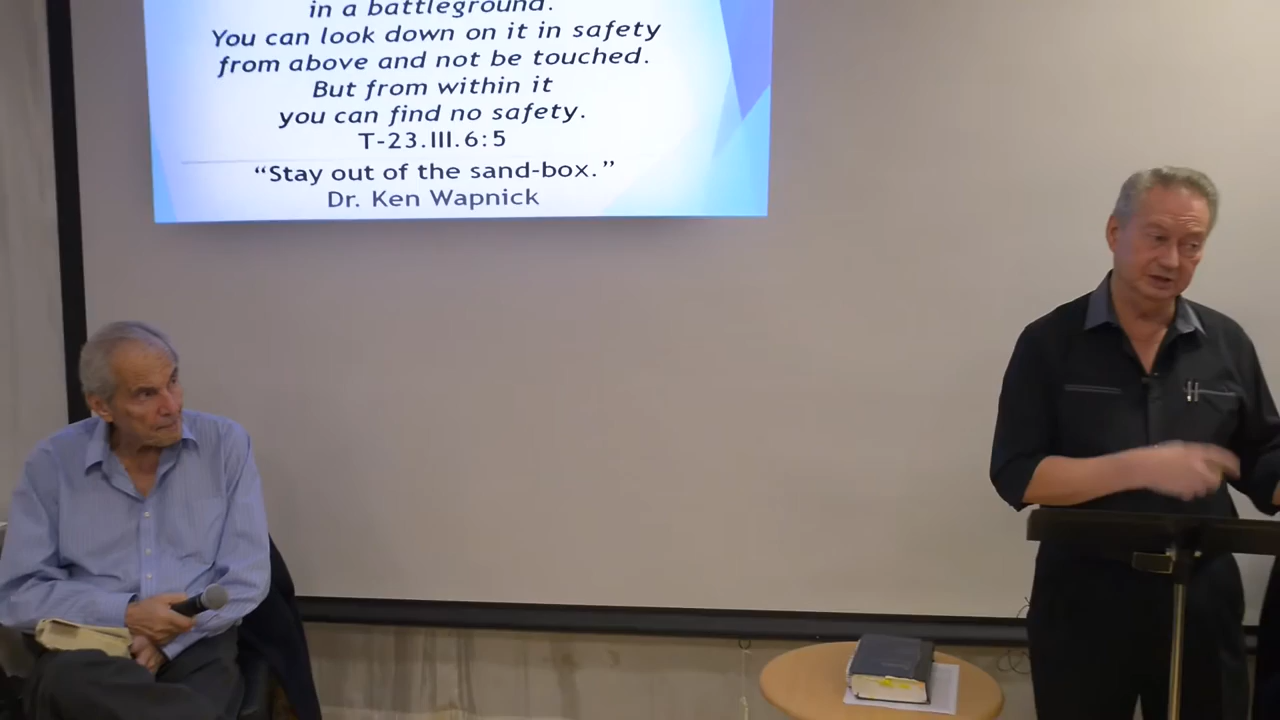 in a battleground.
You can look down on it in safety
from above and not be touched.
But from within it
you can find no safety.
T-23.III.6:5
“Stay out of the sand-box.”
Dr. Ken Wapnick